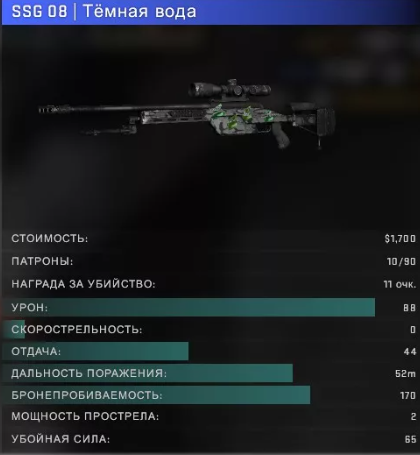 SSG 08 | Тёмная вода
СТОИМОСТЬ: $1,700
ПАТРОНЫ: 10/90
НАГРАДА ЗА УБИЙСТВО: 11 очк.
УРОН: 88
СКОРОСТРЕЛЬНОСТЬ: 0
ОТДАЧА: 44
ДАЛЬНОСТЬ ПОРАЖЕНИЯ: 52m
БРОНЕПРОБИВАЕМОСТЬ: 170
МОЩНОСТЬ ПРОСТРЕЛА: 2
УБОЙНАЯ СИЛА: 65